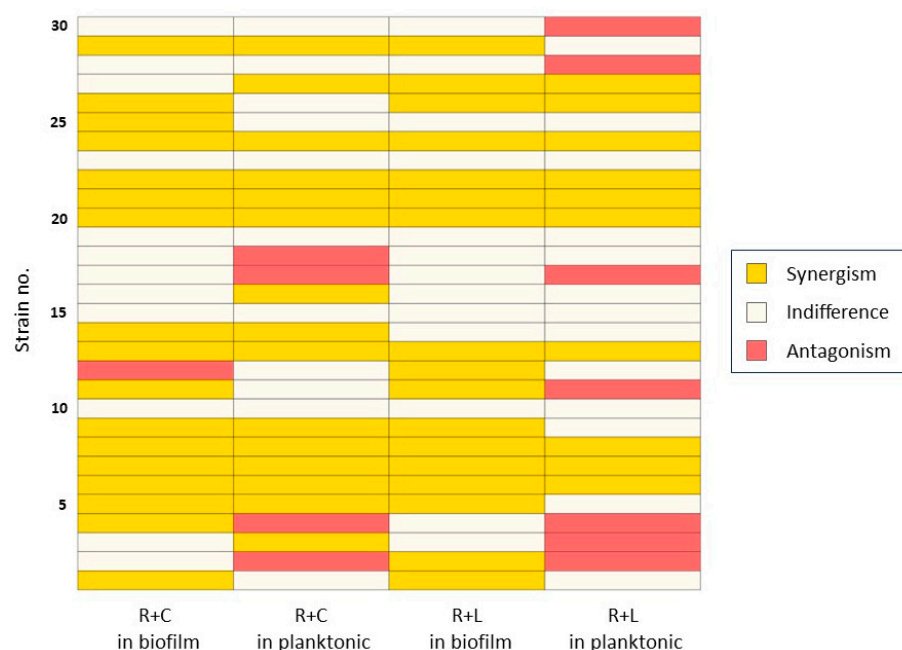 30
25
20
15
10
5
Strain no.
Synergism
Indifference
Antagonism
R+C
in biofilm
R+C
in planktonic
R+L
in biofilm
R+L
in planktonic